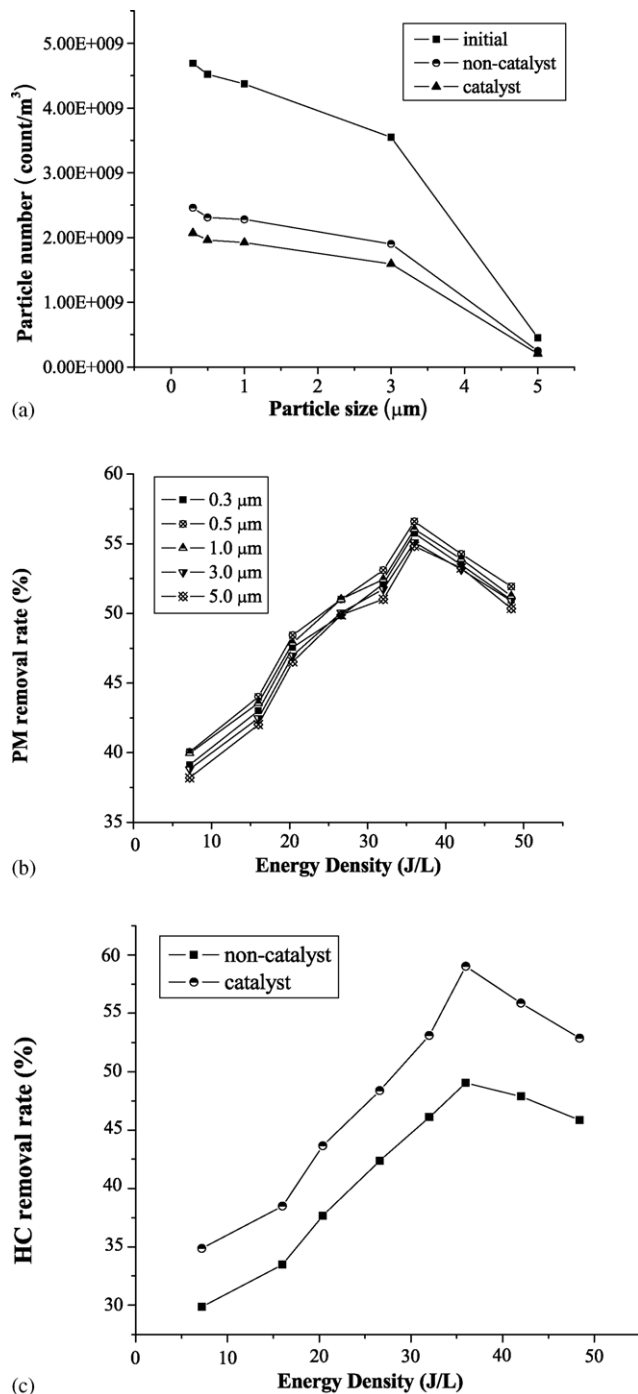 5.00E+009
4.00E+009
3.00E+009
2.00E+009
1.00E+009
0.00E+000
Particle number ( count/m³)
initial
non-catalyst
catalyst
0 1 2 3 4 5
Particle size (μm)
(a)
60
55
50
45
40
35
PM removal rate (%)
0.3 μm
0.5 μm
1.0 μm
3.0 μm
5.0 μm
0 10 20 30 40 50
Energy Density (J/L)
(b)
60
55
50
45
40
35
30
HC removal rate (%)
non-catalyst
catalyst
0 10 20 30 40 50
Energy Density (J/L)
(c)